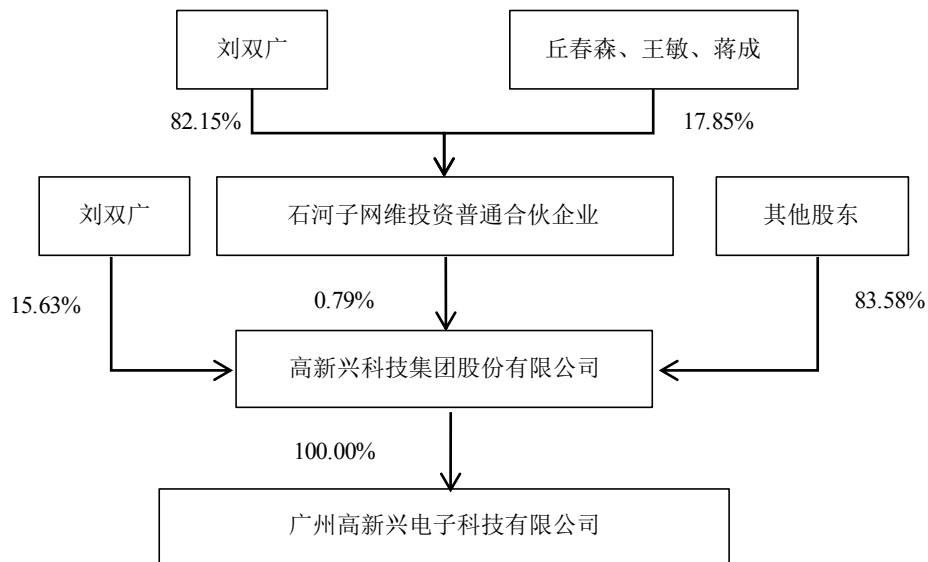 刘双广
丘春森、王敏、蒋成
82.15%
17.85%
刘双广
石河子网维投资普通合伙企业
其他股东
15.63%
0.79%
83.58%
高新兴科技集团股份有限公司
100.00%
广州高新兴电子科技有限公司